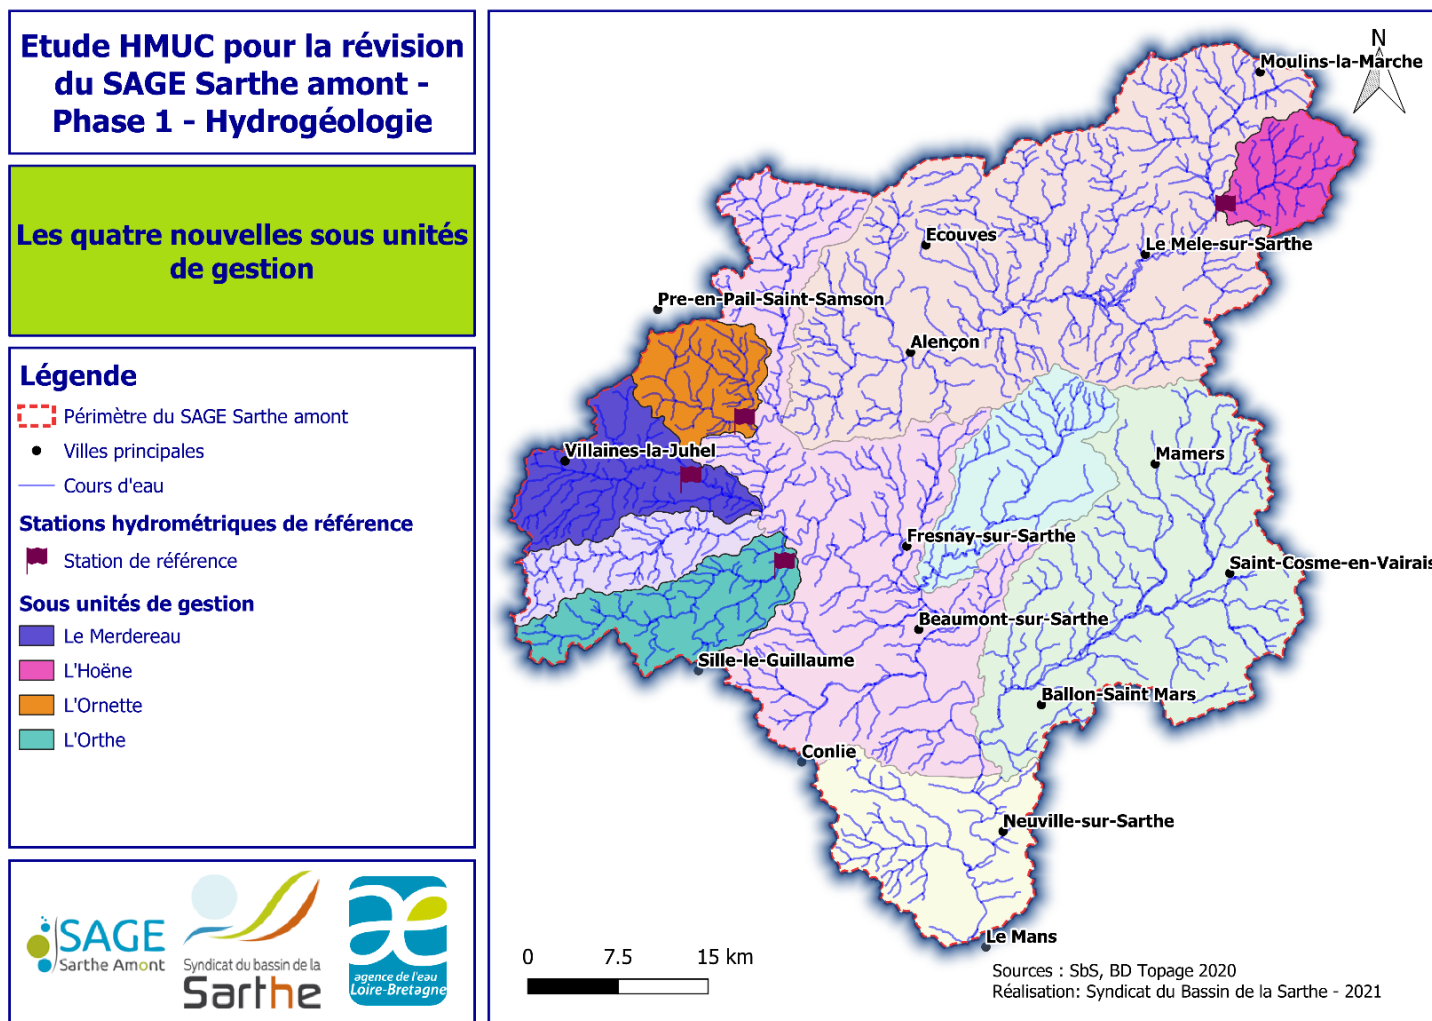 Etude HMUC pour la révision
du SAGE Sarthe amont -
Phase 1 - Hydrogéologie
Les quatre nouvelles sous unités
de gestion
Légende
Périmètre du SAGE Sarthe amont
Villes principales
Cours d'eau
Stations hydrométriques de référence
Station de référence
Sous unités de gestion
Le Merdereau
L'Hoëne
L'Ornette
L'Orthe
SAGE
Sarthe Amont
Syndicat du bassin de la
Sarthe
agence de l'eau
Loire-Bretagne
N
Moulins-la-Marche
Ecouves
Le Mele-sur-Sarthe
Pre-en-Pail-Saint-Samson
Alençon
Villaines-la-Juhel
Mamers
Fresnay-sur-Sarthe
Saint-Cosme-en-Vairais
Beaumont-sur-Sarthe
Sille-le-Guillaume
Ballon-Saint Mars
Conlie
Neuville-sur-Sarthe
Le Mans
0 7.5 15 km
Sources : SbS, BD Topage 2020
Réalisation: Syndicat du Bassin de la Sarthe - 2021